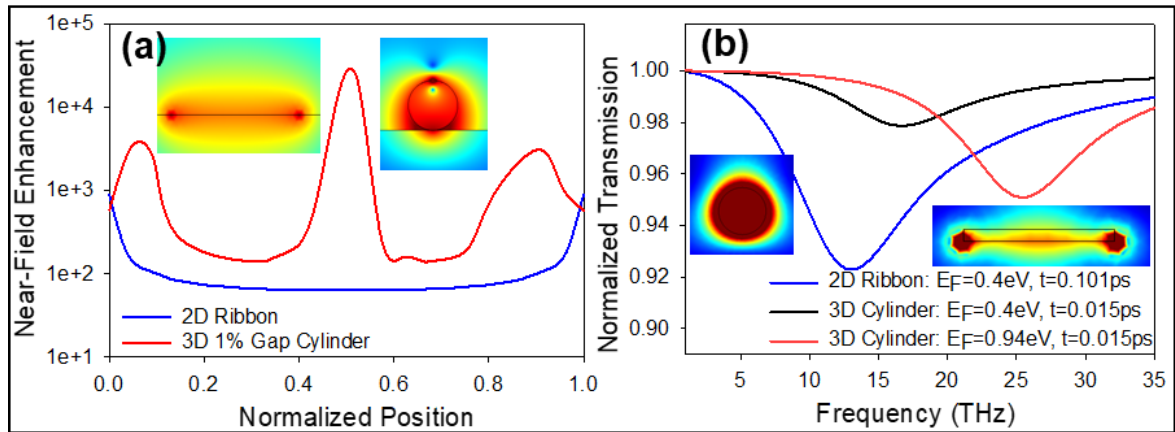 (a)
1e+5
1e+4
1e+3
1e+2
1e+1
Near-Field Enhancement
2D Ribbon
3D 1% Gap Cylinder
0.0 0.2 0.4 0.6 0.8 1.0
Normalized Position
(b)
1.00
0.98
0.96
0.94
0.92
0.90
Normalized Transmission
2D Ribbon: EF=0.4eV, t=0.101ps
3D Cylinder: EF=0.4eV, t=0.015ps
3D Cylinder: EF=0.94eV, t=0.015ps
5 10 15 20 25 30 35
Frequency (THz)